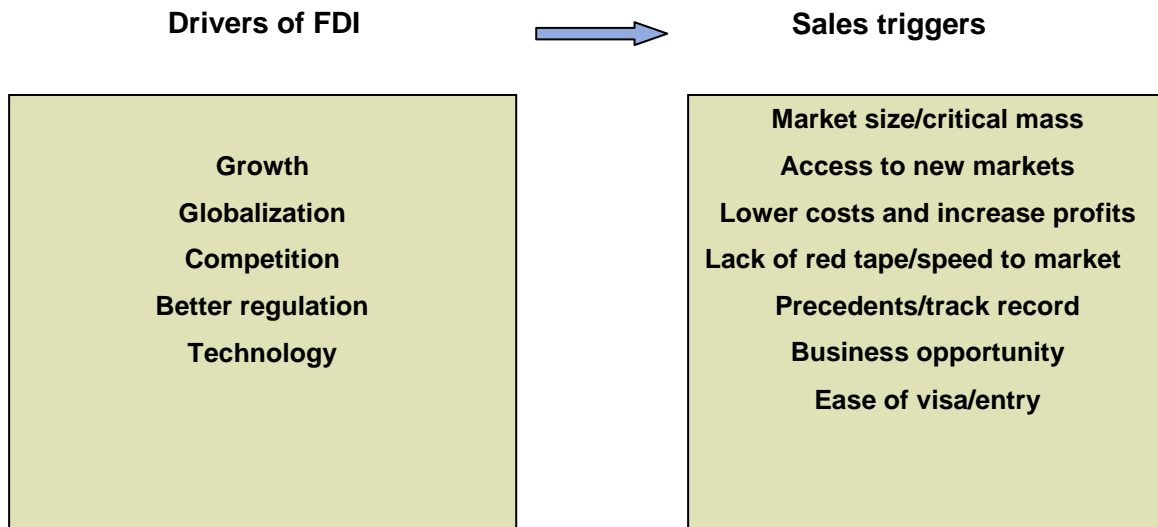 Drivers of FDI
Sales triggers
Growth
Globalization
Competition
Better regulation
Technology
Market size/critical mass
Access to new markets
Lower costs and increase profits
Lack of red tape/speed to market
Precedents/track record
Business opportunity
Ease of visa/entry